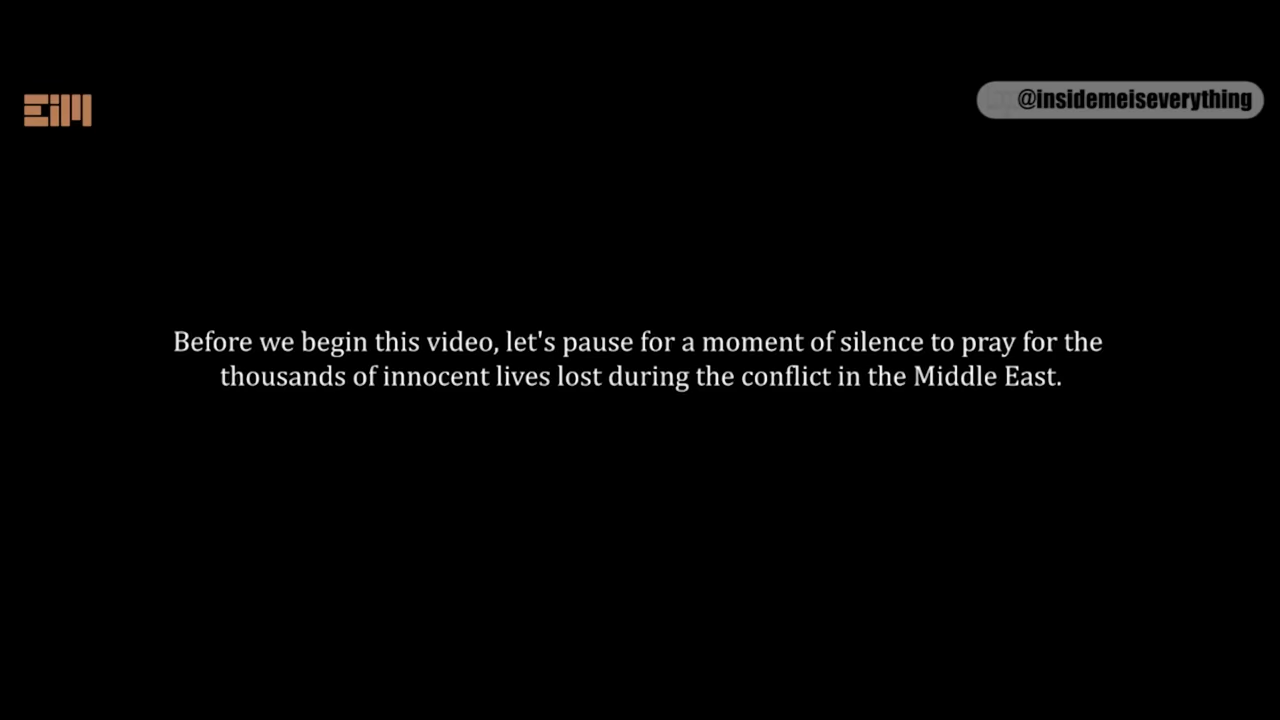 EiM
@insidemeiseverything
Before we begin this video, let's pause for a moment of silence to pray for the
thousands of innocent lives lost during the conflict in the Middle East.